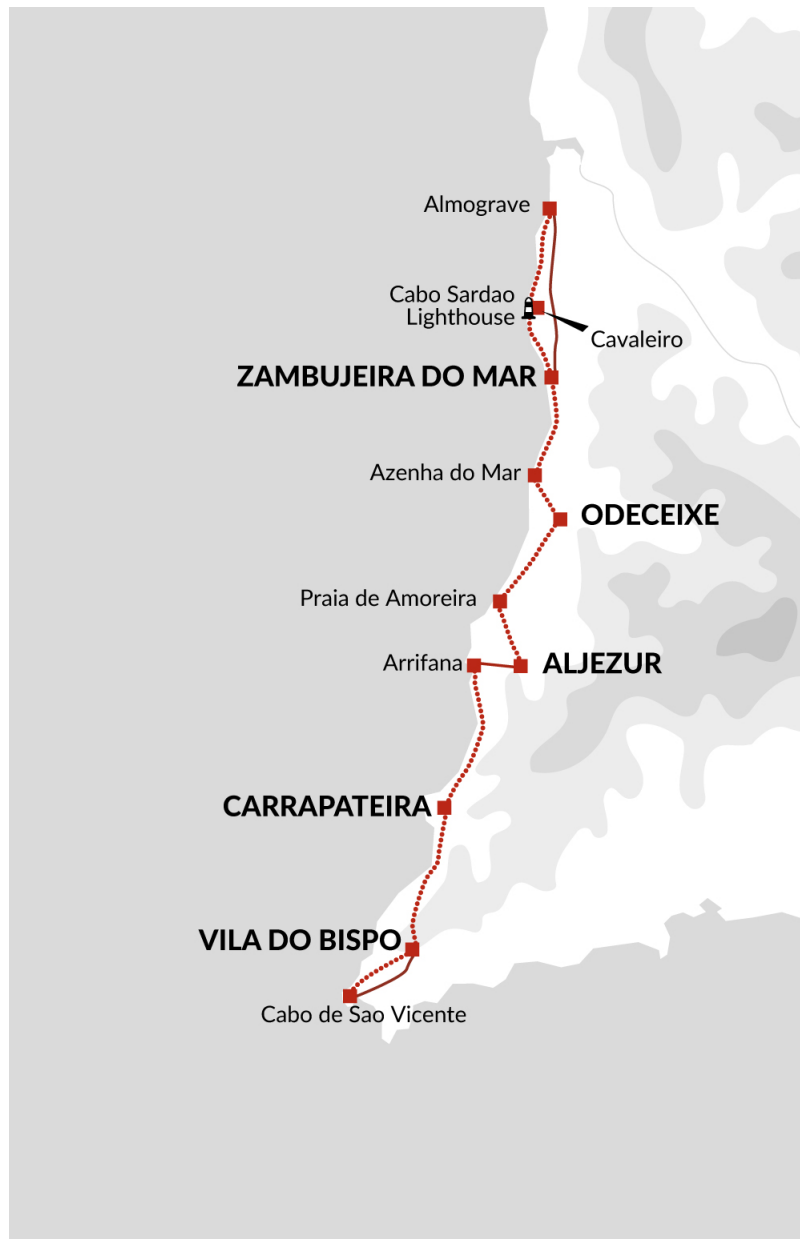 Almograve
Cabo Sardao
Lighthouse
Cavaleiro
ZAMBUJEIRA DO MAR
Azenha do Mar
ODECEIXE
Praia de Amoreira
Arrifana
ALJEZUR
CARRAPATEIRA
VILA DO BISPO
Cabo de Sao Vicente